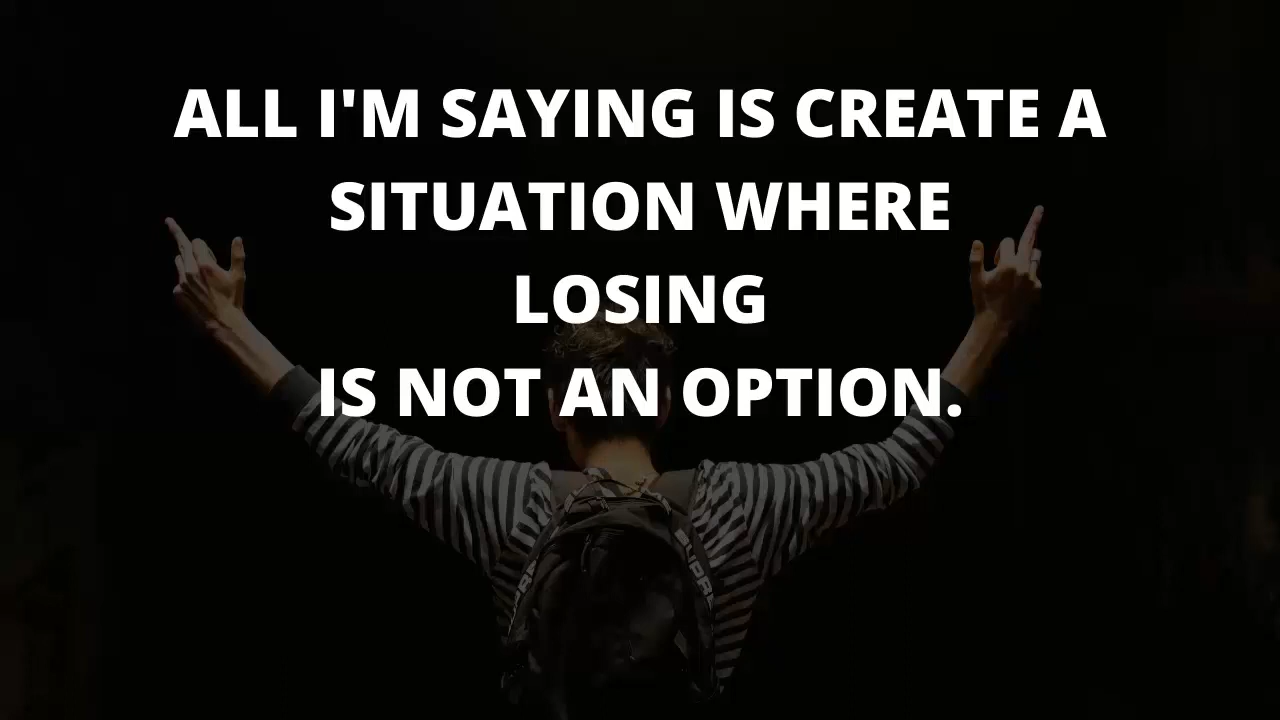 ALL I'M SAYING IS CREATE A
SITUATION WHERE
LOSING
IS NOT AN OPTION.